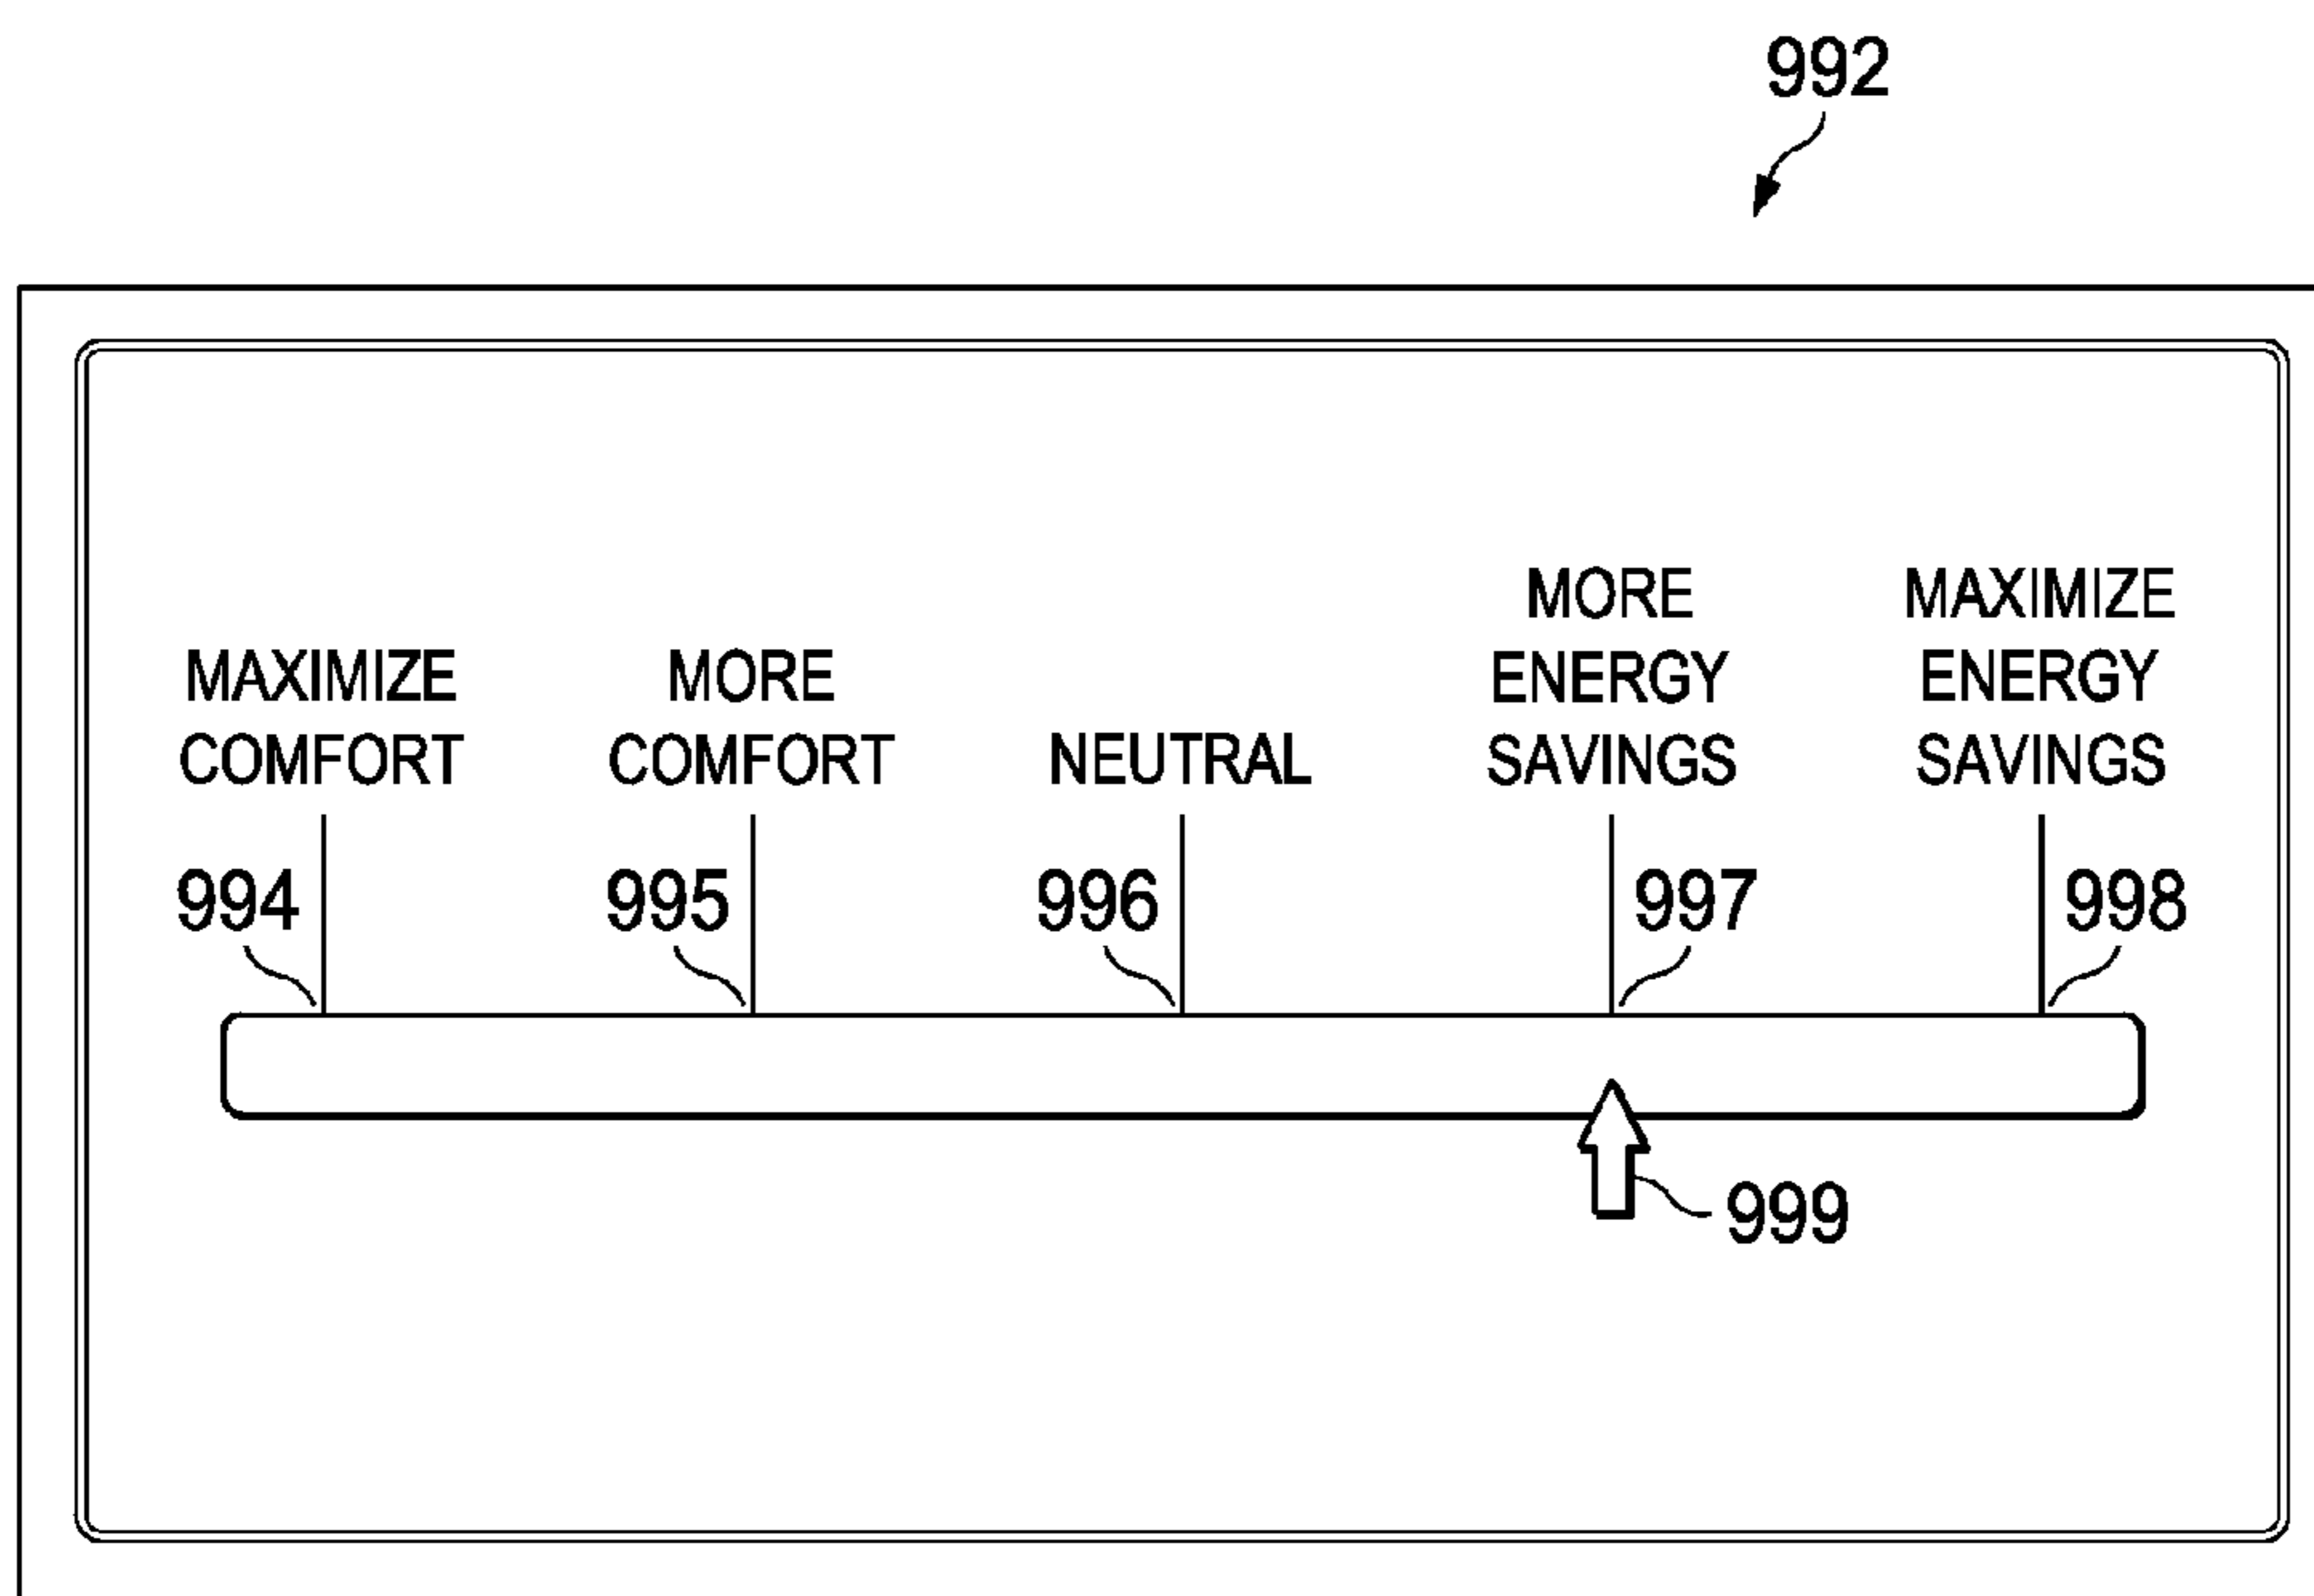 992
MORE MAXIMIZE
MAXIMIZE MORE ENERGY ENERGY
COMFORT COMFORT NEUTRAL SAVINGS SAVINGS
994 995 996 997 998
999